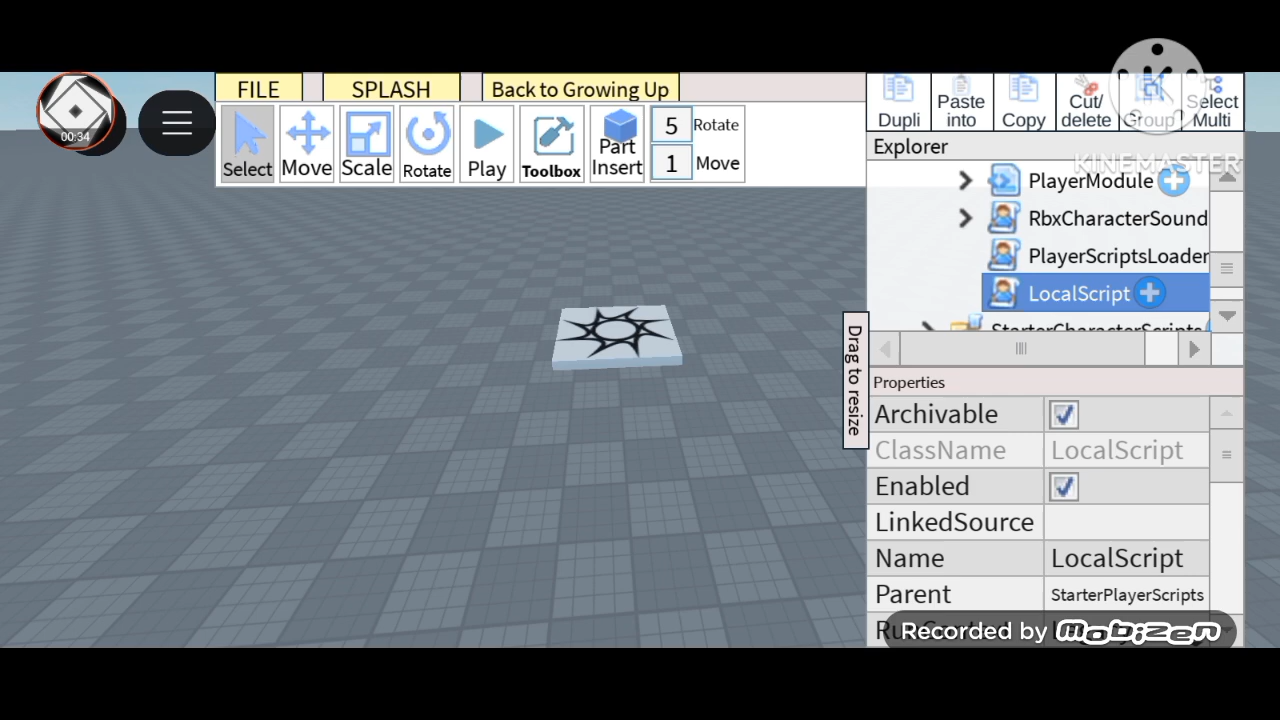 FILE
SPLASH
Back to Growing Up
Select
Move
Scale
Rotate
Play
Toolbox
Part
Insert
5 Rotate
1 Move
Dupli
Paste
into
Copy
Cut/
delete
Group
Select
Multi
00:34
KINEMASTER
Explorer
PlayerModule
RbxCharacterSound
PlayerScriptsLoader
LocalScript
StarterCharacterScripts
Drag to resize
Properties
Archivable
ClassName LocalScript
Enabled
LinkedSource
Name LocalScript
Parent StarterPlayerScripts
Recorded by Mobizen